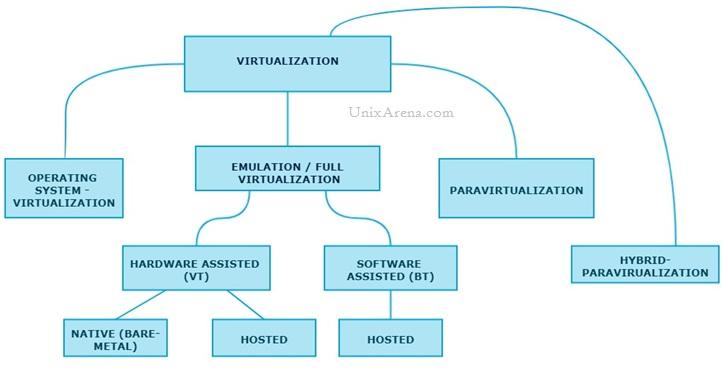 VIRTUALIZATION
UnixArena.com
OPERATING
SYSTEM -
VIRTUALIZATION
EMULATION / FULL
VIRTUALIZATION
PARAVIRTUALIZATION
HARDWARE ASSISTED
(VT)
SOFTWARE
ASSISTED (BT)
HYBRID-
PARAVIRUALIZATION
NATIVE (BARE-
METAL)
HOSTED
HOSTED